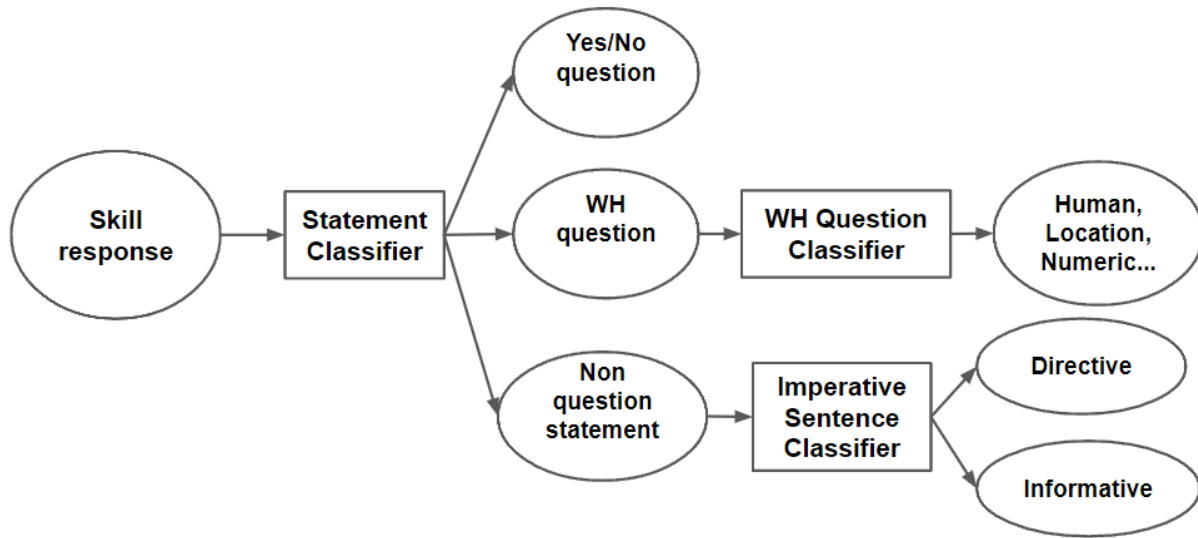 Skill
response
Statement
Classifier
Yes/No
question
WH
question
WH Question
Classifier
Human,
Location,
Numeric...
Non
question
statement
Imperative
Sentence
Classifier
Directive
Informative